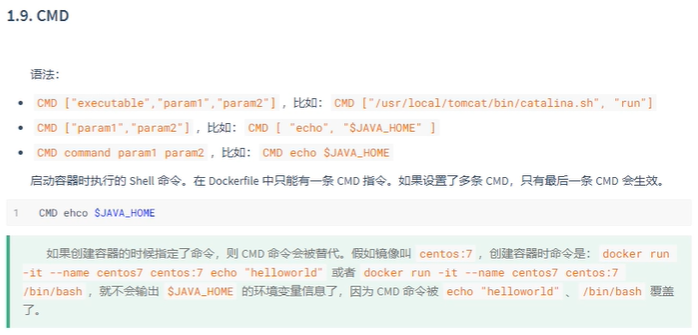 1.9. CMD
语法：
• CMD ["executable","param1","param2"] ，比如： CMD ["/usr/local/tomcat/bin/catalina.sh", "run"]
• CMD ["param1","param2"] ，比如： CMD [ "echo", "$JAVA_HOME" ]
• CMD command param1 param2 ，比如： CMD echo $JAVA_HOME
启动容器时执行的 Shell 命令。在 Dockerfile 中只能有一条 CMD 指令。如果设置了多条 CMD，只有最后一条 CMD 会生效。
1 CMD ehco $JAVA_HOME
如果创建容器的时候指定了命令，则 CMD 命令会被替代。假如镜像叫 centos:7 ，创建容器时命令是： docker run
-it --name centos7 centos:7 echo "helloworld" 或者 docker run -it --name centos7 centos:7
/bin/bash ，就不会输出 $JAVA_HOME 的环境变量信息了，因为 CMD 命令被 echo "helloworld" 、 /bin/bash 覆盖
了。